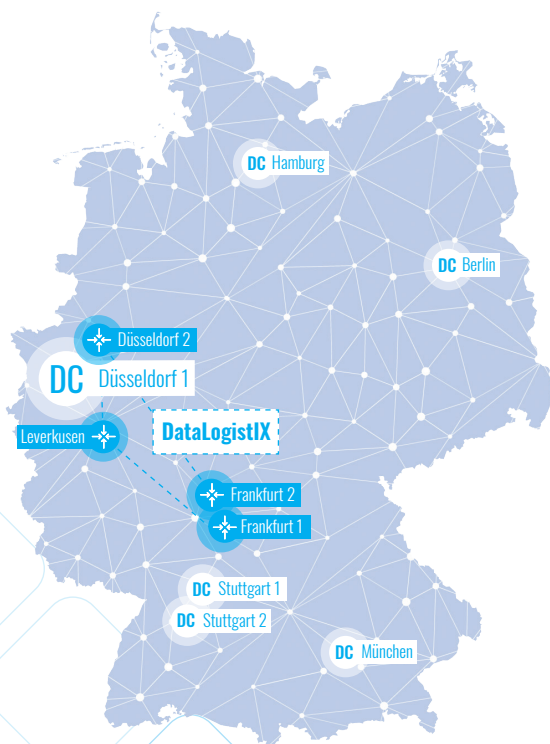 DC Hamburg
DC Berlin
Düsseldorf 2
DC Düsseldorf 1
Leverkusen
DataLogistIX
Frankfurt 2
Frankfurt 1
DC Stuttgart 1
DC Stuttgart 2
DC München